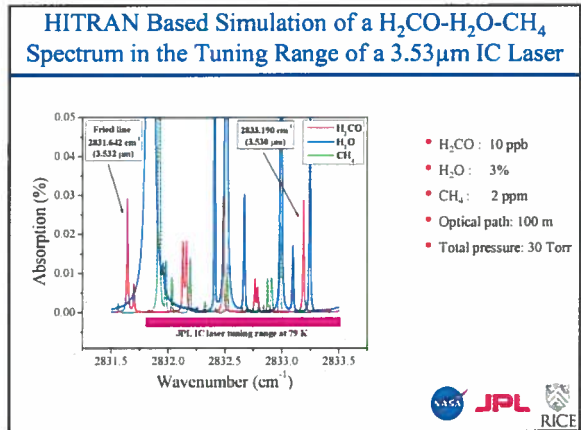 HITRAN Based Simulation of a H₂CO-H₂O-CH₄
Spectrum in the Tuning Range of a 3.53µm IC Laser
0.05
0.04
0.03
0.02
0.01
0.00
Absorption (%)
Fried line
2831.642 cm⁻¹
(3.532 µm)
2833.190 cm⁻¹
(3.530 µm)
H₂CO
H₂O
CH₄
JPL IC laser tuning range at 79 K
2831.5
2832.0
2832.5
2833.0
2833.5
Wavenumber (cm⁻¹)
• H₂CO : 10 ppb
• H₂O : 3%
• CH₄ : 2 ppm
• Optical path: 100 m
• Total pressure: 30 Torr
NASA
JPL
RICE